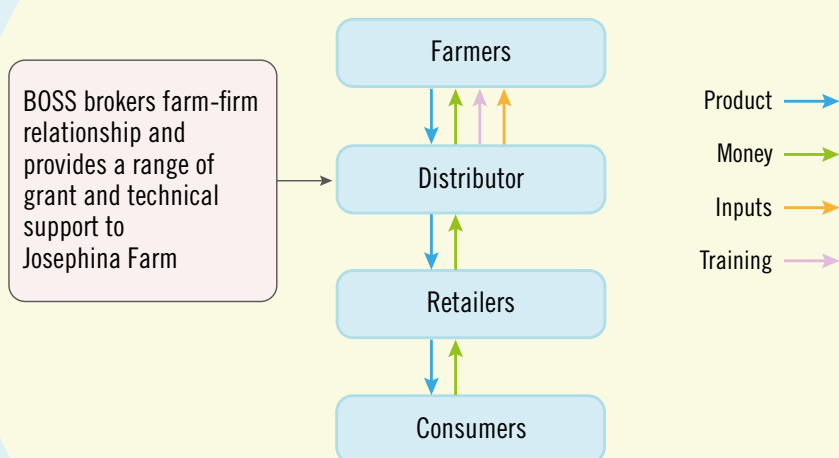 Farmers
BOSS brokers farm-firm
relationship and
provides a range of
grant and technical
support to
Josephina Farm
Distributor
Retailers
Consumers
Product
Money
Inputs
Training